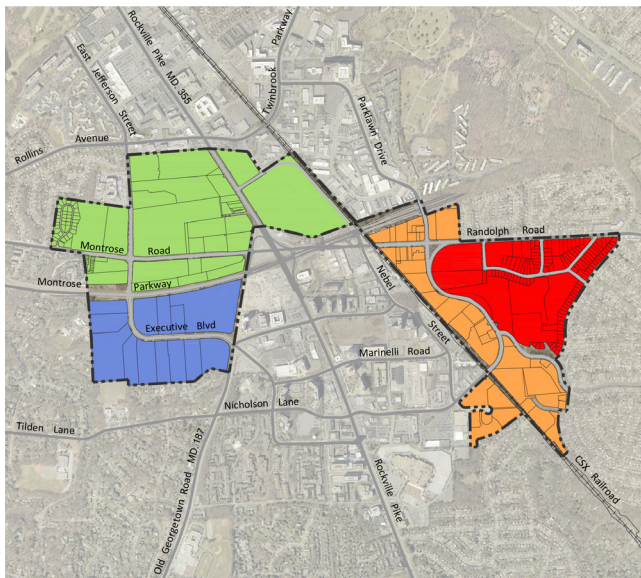 Rockville Pike MD 355
East Jefferson Street
Twinbrook Parkway
Parklawn Drive
Rollins Avenue
Randolph Road
Montrose Road
Montrose Parkway
Nebel Street
Executive Blvd
Marinelli Road
Nicholson Lane
Tilden Lane
Old Georgetown Road MD 187
Rockville Pike
CSX Railroad